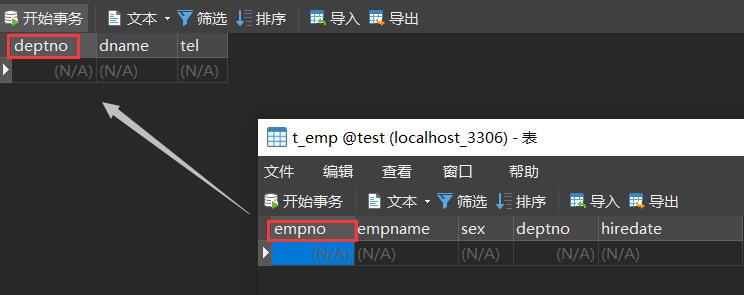 开始事务 文本 筛选 排序 导入 导出
deptno dname tel
(N/A) (N/A) (N/A)
t_emp @test (localhost_3306) - 表
文件 编辑 查看 窗口 帮助
开始事务 文本 筛选 排序 导入 导出
empno empname sex deptno hiredate
(N/A) (N/A) (N/A) (N/A) (N/A)